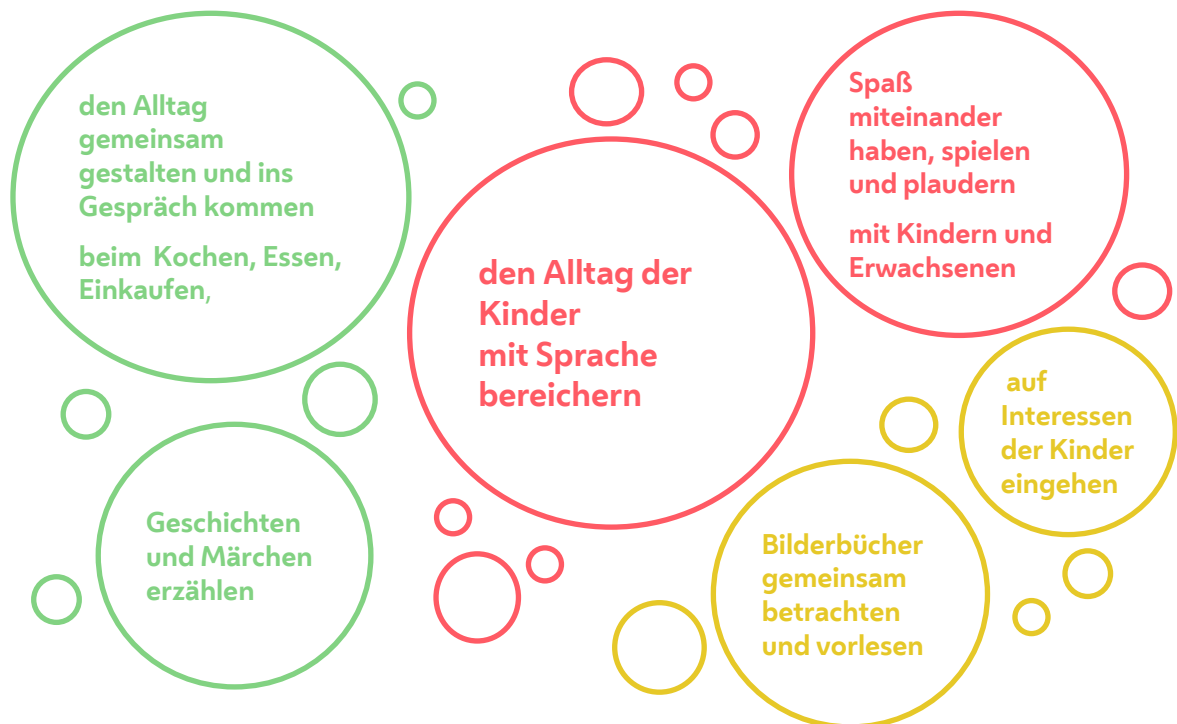 den Alltag
gemeinsam
gestalten und ins
Gespräch kommen
beim  Kochen, Essen,
Einkaufen,
Spaß
miteinander
haben, spielen
und plaudern
mit Kindern und
Erwachsenen
den Alltag der
Kinder
mit Sprache
bereichern
auf
Interessen
der Kinder
eingehen
Geschichten
und Märchen
erzählen
Bilderbücher
gemeinsam
betrachten
und vorlesen